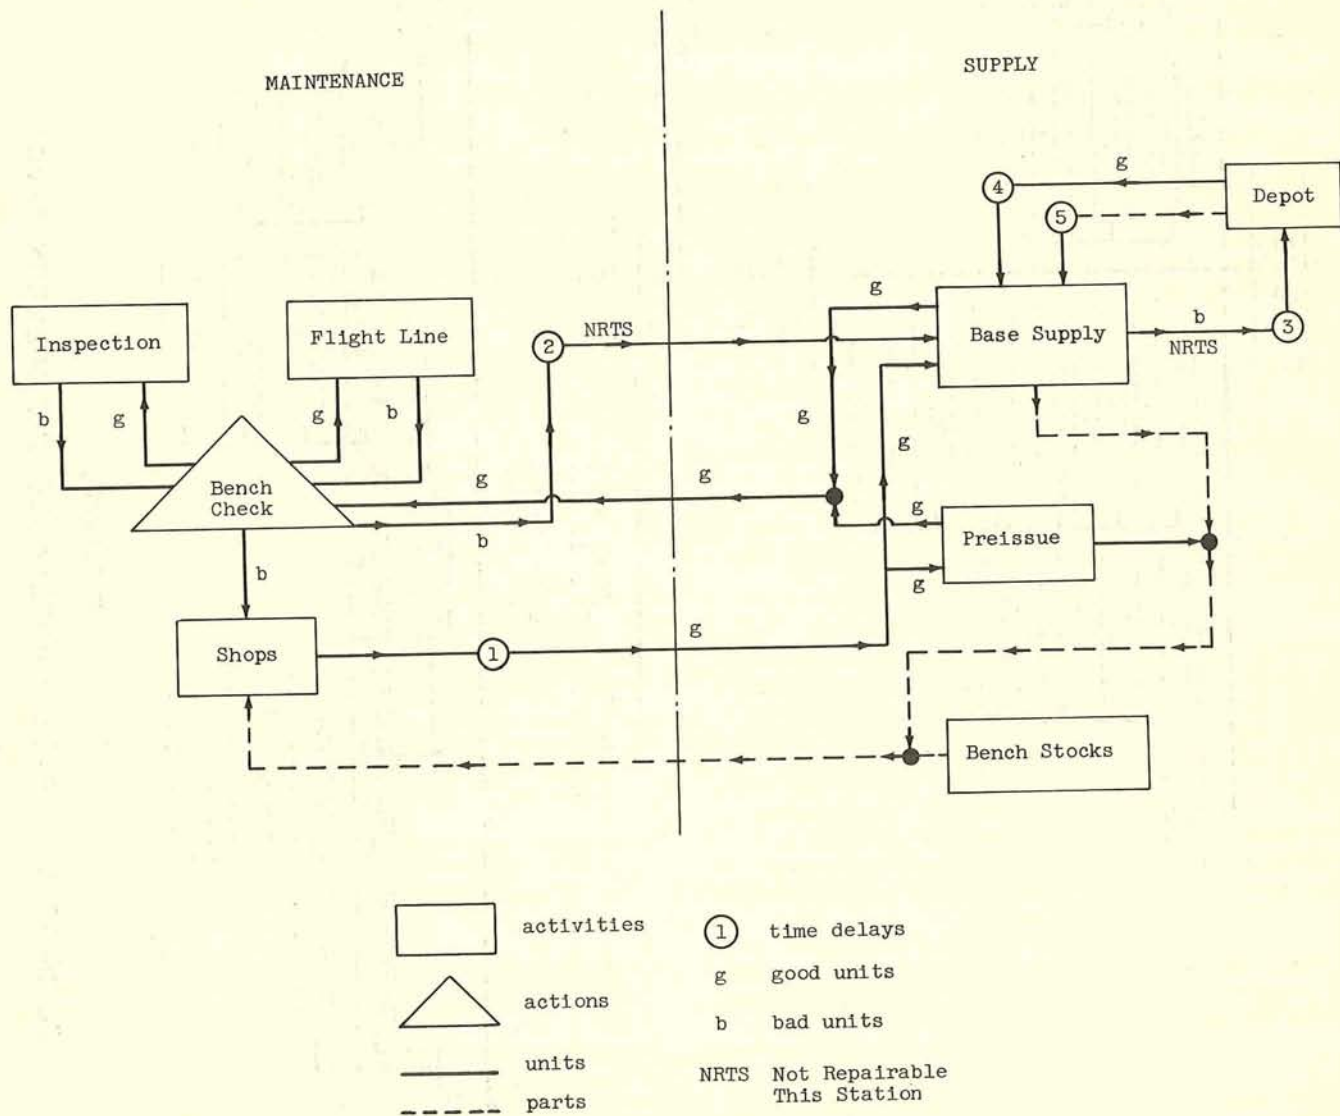 MAINTENANCE
SUPPLY
g
4
Depot
5
g
b
Inspection
Flight Line
2
NRTS
Base Supply
NRTS
3
b
g
g
b
g
g
Bench
Check
g
g
g
b
Preissue
b
g
Shops
1
g
Bench Stocks
activities
1
time delays
g
good units
actions
b
bad units
units
NRTS
Not Repairable
This Station
parts